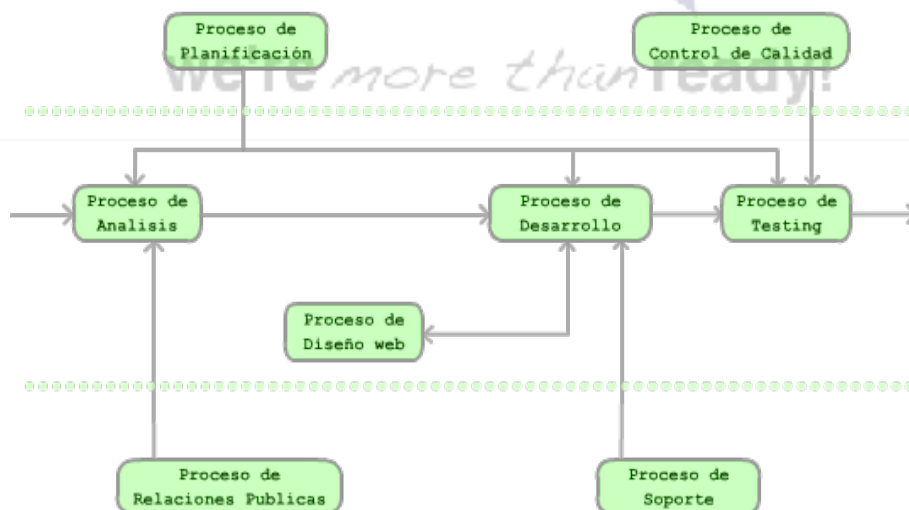 Proceso de
Planificación
Proceso de
Control de Calidad
we're more than ready!
Proceso de
Analisis
Proceso de
Desarrollo
Proceso de
Testing
Proceso de
Diseño web
Proceso de
Relaciones Publicas
Proceso de
Soporte